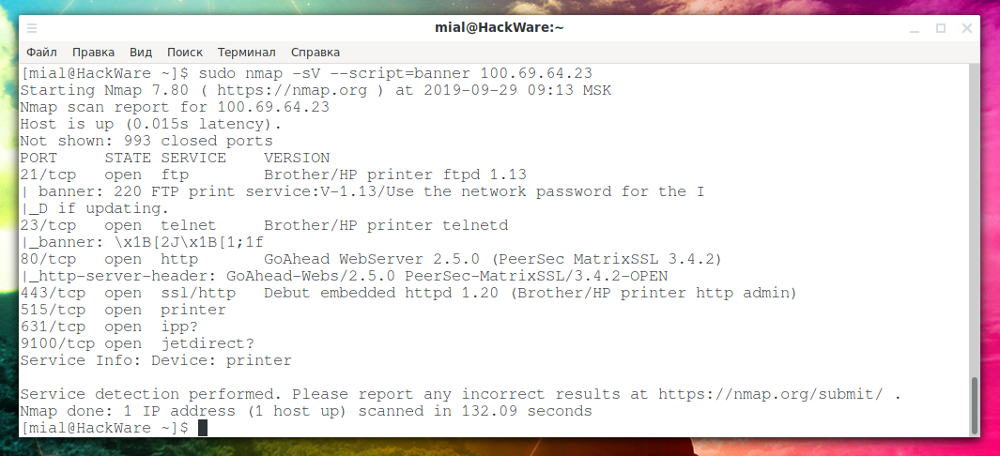 mial@HackWare:~
Файл Правка Вид Поиск Терминал Справка
[mial@HackWare ~]$ sudo nmap -sV --script=banner 100.69.64.23
Starting Nmap 7.80 ( https://nmap.org ) at 2019-09-29 09:13 MSK
Nmap scan report for 100.69.64.23
Host is up (0.015s latency).
Not shown: 993 closed ports
PORT     STATE SERVICE    VERSION
21/tcp   open  ftp        Brother/HP printer ftpd 1.13
| banner: 220 FTP print service:V-1.13/Use the network password for the I
|_D if updating.
23/tcp   open  telnet     Brother/HP printer telnetd
|_banner: \x1B[2J\x1B[1;1f
80/tcp   open  http       GoAhead WebServer 2.5.0 (PeerSec MatrixSSL 3.4.2)
|_http-server-header: GoAhead-Webs/2.5.0 PeerSec-MatrixSSL/3.4.2-OPEN
443/tcp  open  ssl/http   Debut embedded httpd 1.20 (Brother/HP printer http admin)
515/tcp  open  printer
631/tcp  open  ipp?
9100/tcp open  jetdirect?
Service Info: Device: printer
Service detection performed. Please report any incorrect results at https://nmap.org/submit/ .
Nmap done: 1 IP address (1 host up) scanned in 132.09 seconds
[mial@HackWare ~]$